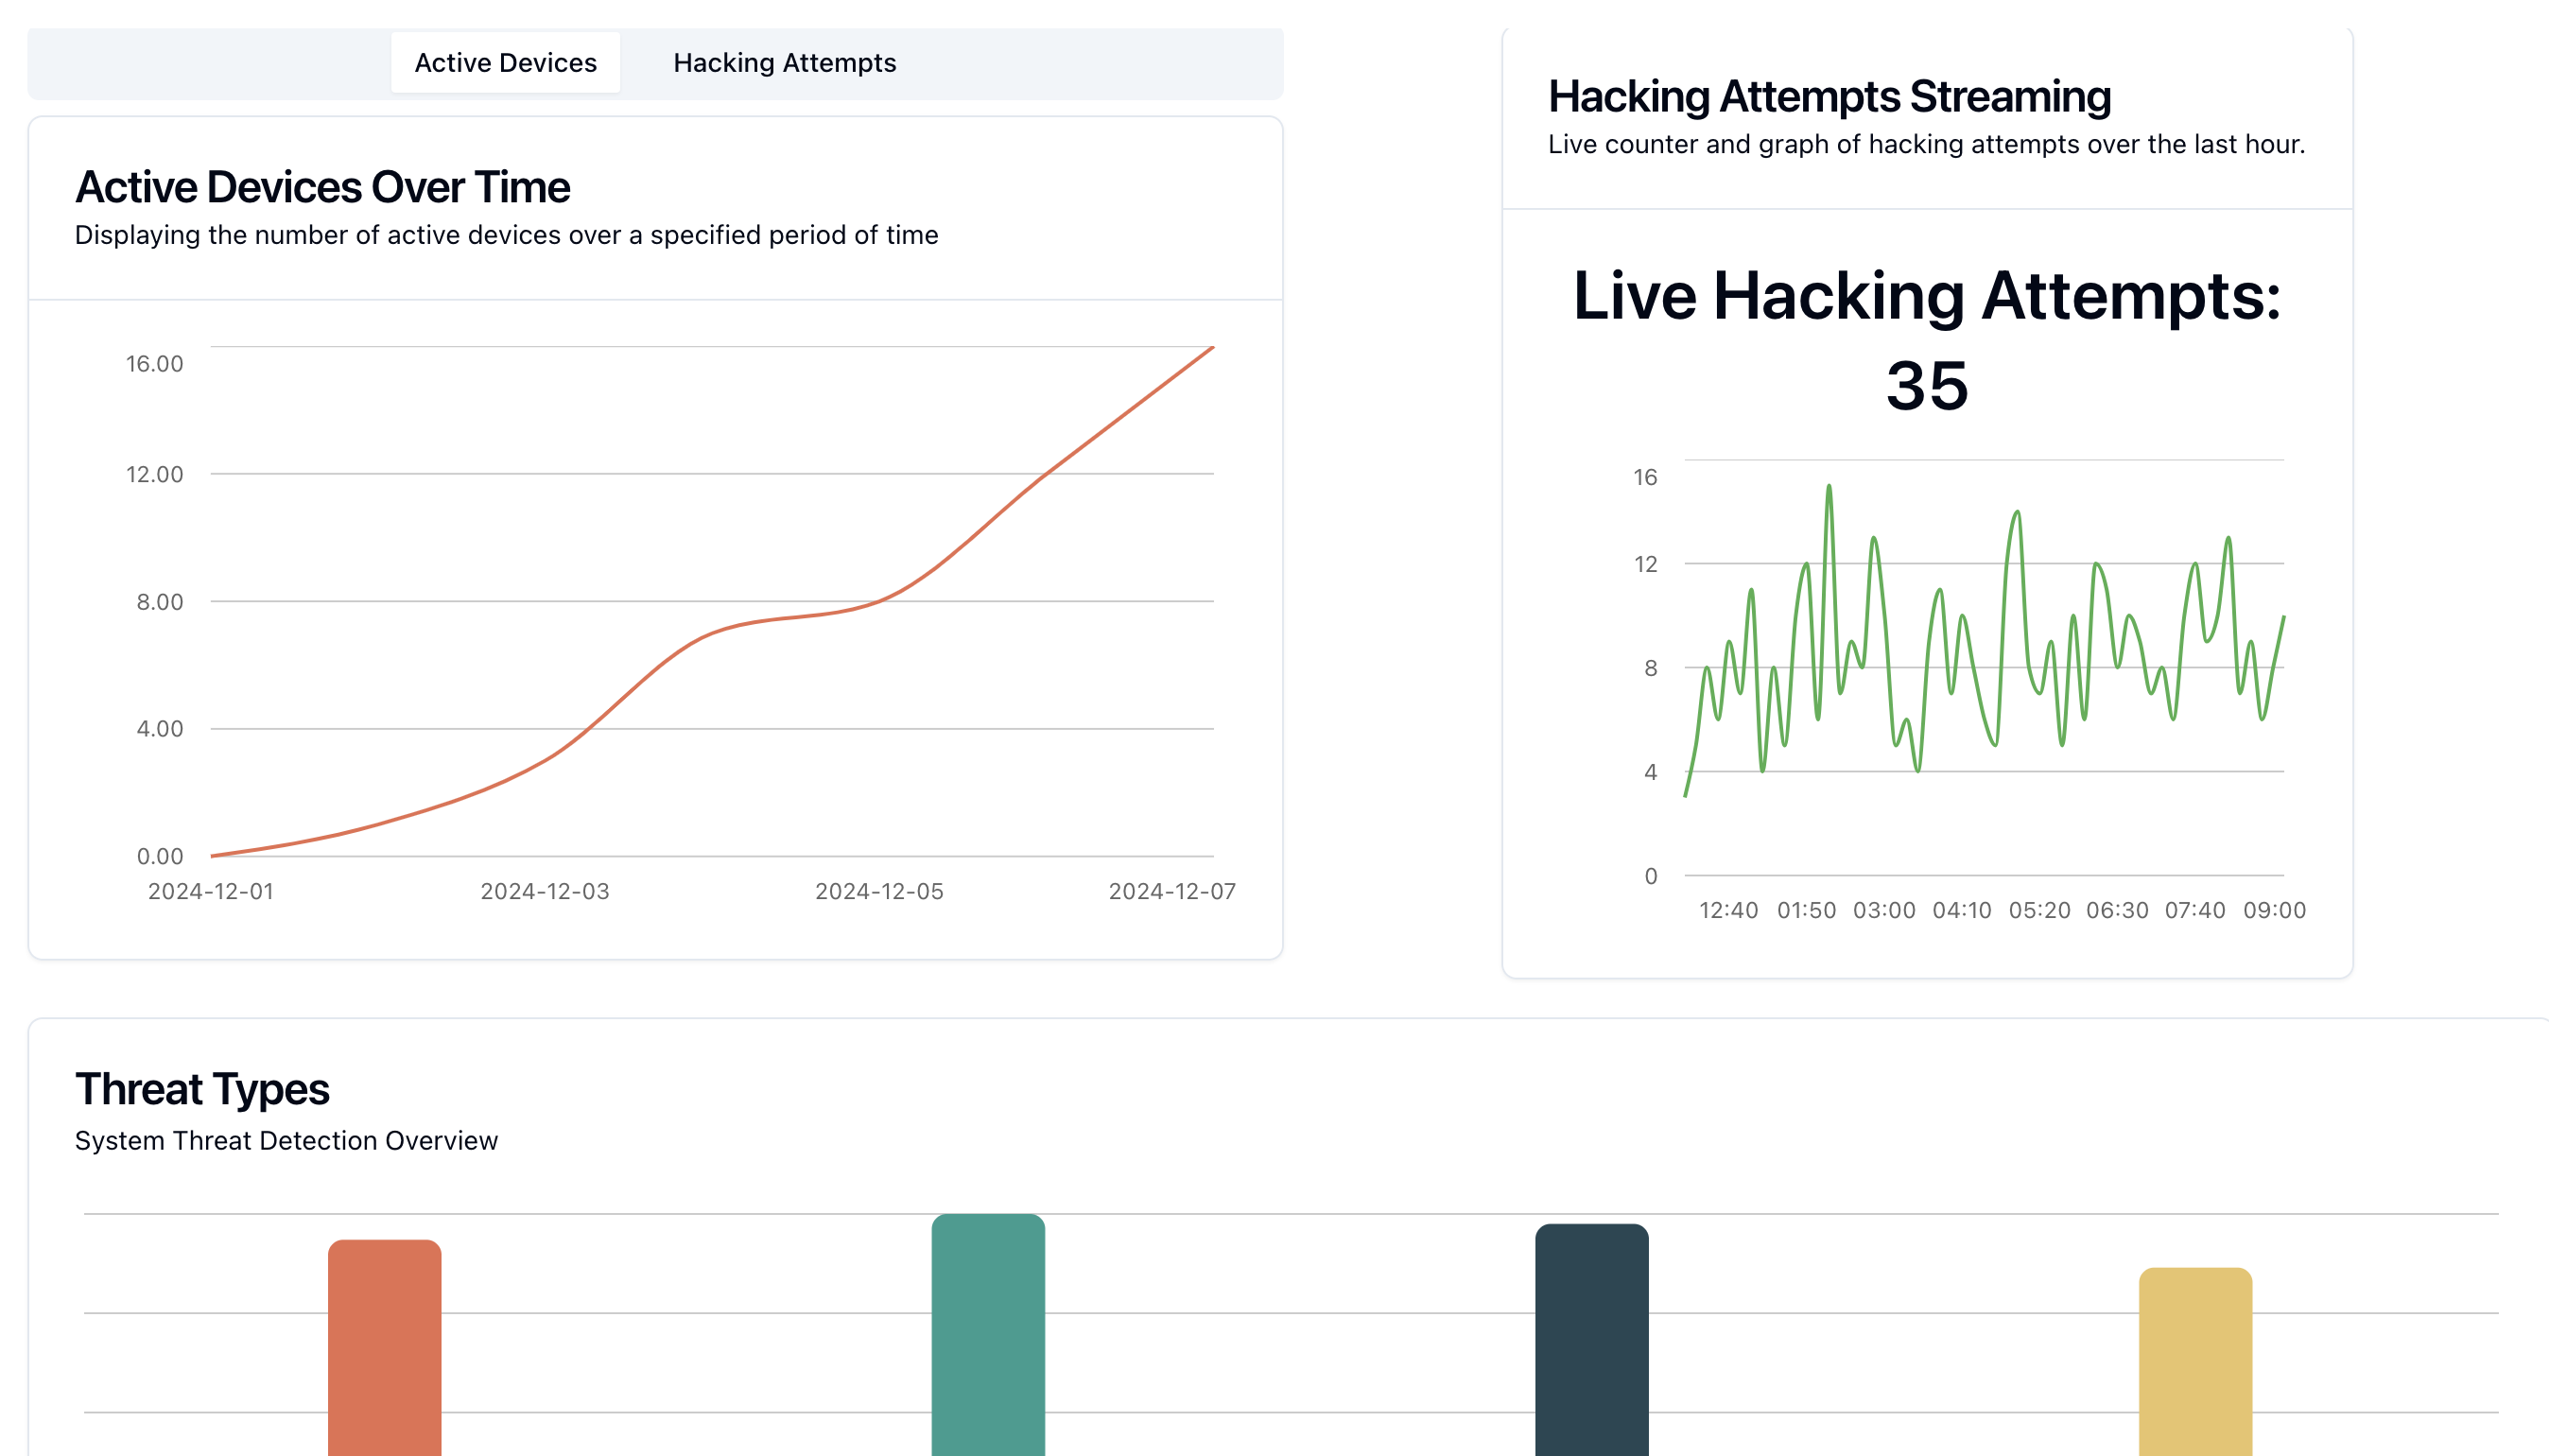 Active Devices Hacking Attempts
Active Devices Over Time
Displaying the number of active devices over a specified period of time
16.00
12.00
8.00
4.00
0.00
2024-12-01 2024-12-03 2024-12-05 2024-12-07
Hacking Attempts Streaming
Live counter and graph of hacking attempts over the last hour.
Live Hacking Attempts:
35
16
12
8
4
0
12:40 01:50 03:00 04:10 05:20 06:30 07:40 09:00
Threat Types
System Threat Detection Overview